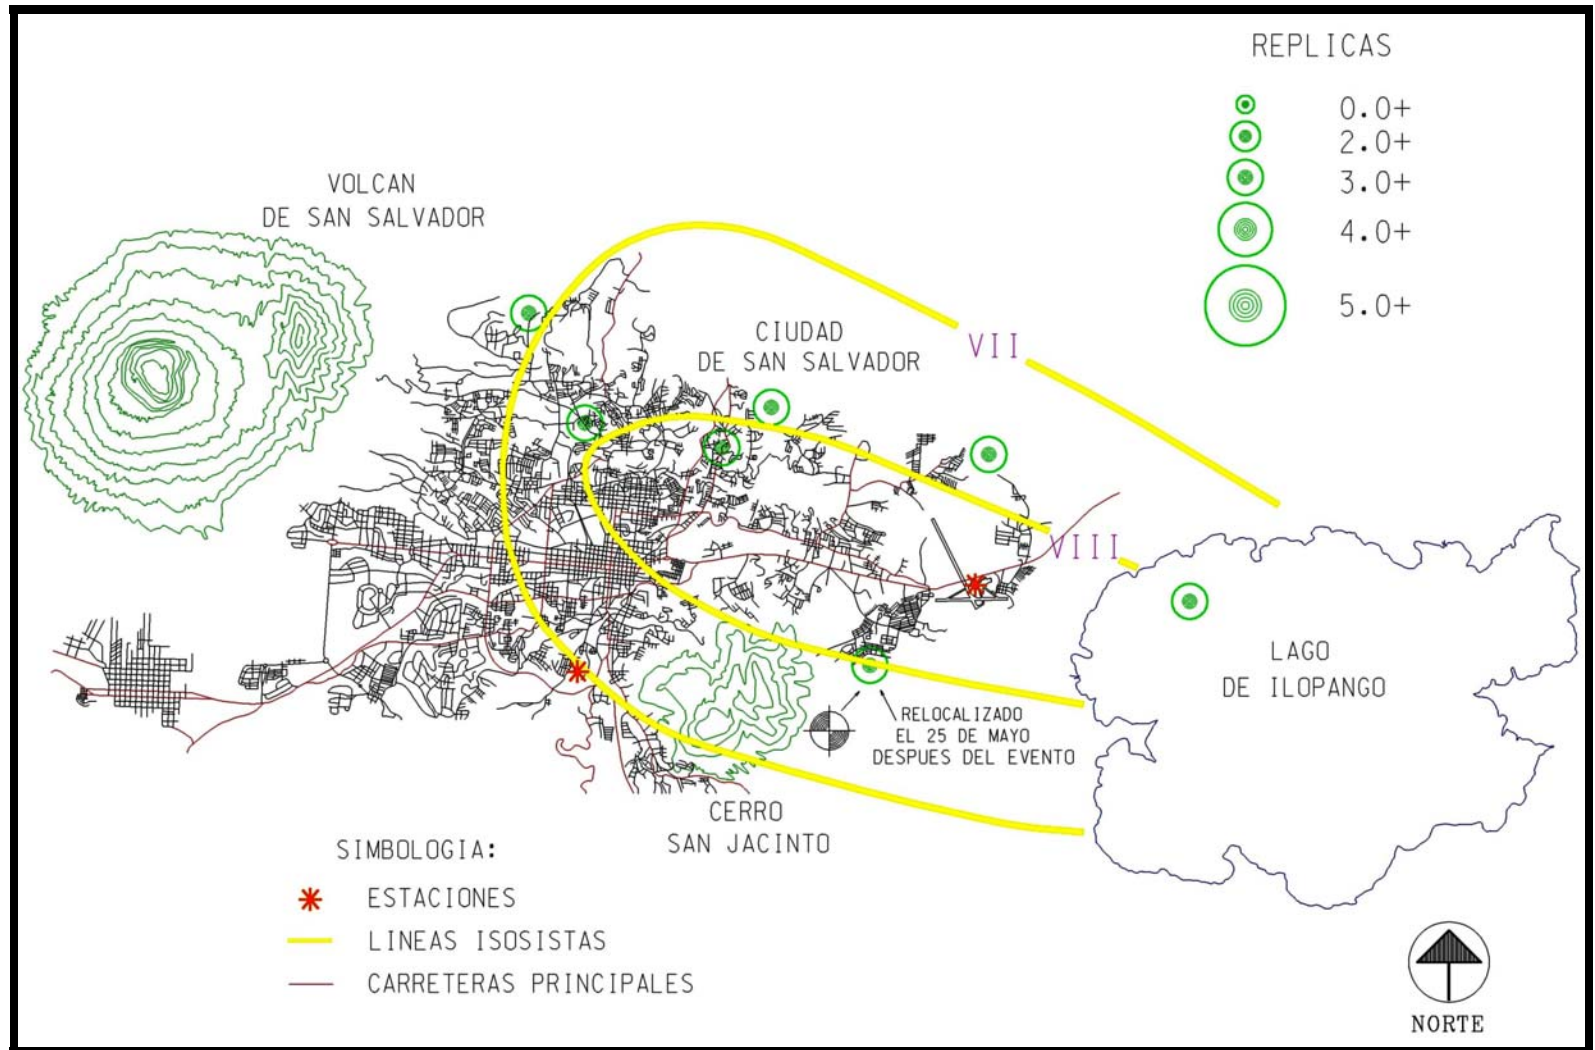 REPLICAS
0.0+
2.0+
3.0+
4.0+
5.0+
VOLCAN
DE SAN SALVADOR
CIUDAD
DE SAN SALVADOR
VII
VIII
LAGO
DE ILOPANGO
RELOCALIZADO
EL 25 DE MAYO
DESPUES DEL EVENTO
CERRO
SAN JACINTO
SIMBOLOGIA:
ESTACIONES
LINEAS ISOSISTAS
CARRETERAS PRINCIPALES
NORTE